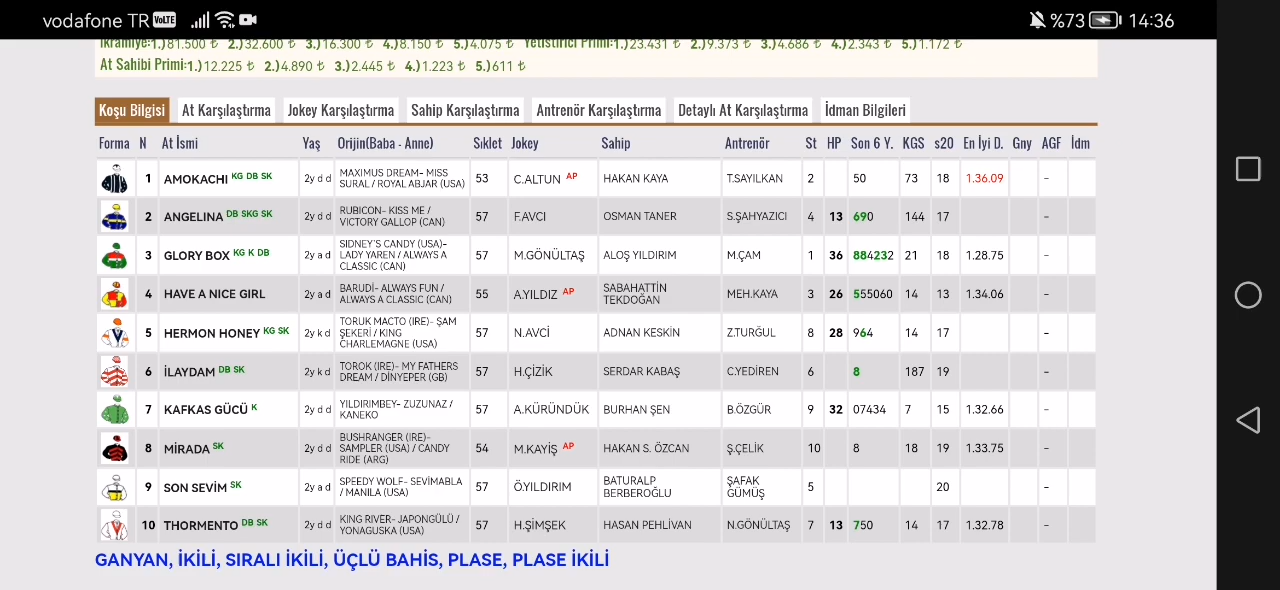 vodafone TR VoLTE %73 14:36
İkramiye:1.)81.500 ₺ 2.)32.600 ₺ 3.)16.300 ₺ 4.)8.150 ₺ 5.)4.075 ₺ Yetiştirici Primi:1.)23.431 ₺ 2.)9.373 ₺ 3.)4.686 ₺ 4.)2.343 ₺ 5.)1.172 ₺
At Sahibi Primi:1.)12.225 ₺ 2.)4.890 ₺ 3.)2.445 ₺ 4.)1.223 ₺ 5.)611 ₺
Koşu Bilgisi At Karşılaştırma Jokey Karşılaştırma Sahip Karşılaştırma Antrenör Karşılaştırma Detaylı At Karşılaştırma İdman Bilgileri
Forma N At İsmi Yaş Orijin(Baba - Anne) Sıklet Jokey Sahip Antrenör St HP Son 6 Y. KGS s20 En İyi D. Gny AGF İdm
1 AMOKACHI KG DB SK 2y d d MAXIMUS DREAM- MISS SURAL / ROYAL ABJAR (USA) 53 C.ALTUN AP HAKAN KAYA T.SAYILKAN 2 50 73 18 1.36.09 -
2 ANGELINA DB SKG SK 2y d d RUBICON- KISS ME / VICTORY GALLOP (CAN) 57 F.AVCI OSMAN TANER S.ŞAHYAZICI 4 13 690 144 17 -
3 GLORY BOX KG K DB 2y a d SIDNEY'S CANDY (USA)- LADY YAREN / ALWAYS A CLASSIC (CAN) 57 M.GÖNÜLTAŞ ALOŞ YILDIRIM M.ÇAM 1 36 884232 21 18 1.28.75 -
4 HAVE A NICE GIRL 2y a d BARUDİ- ALWAYS FUN / ALWAYS A CLASSIC (CAN) 55 A.YILDIZ AP SABAHATTİN TEKDOĞAN MEH.KAYA 3 26 555060 14 13 1.34.06 -
5 HERMON HONEY KG SK 2y k d TORUK MACTO (IRE)- ŞAM ŞEKERİ / KING CHARLEMAGNE (USA) 57 N.AVCİ ADNAN KESKİN Z.TURĞUL 8 28 964 14 17 -
6 İLAYDAM DB SK 2y k d TOROK (IRE)- MY FATHERS DREAM / DİNYEPER (GB) 57 H.ÇİZİK SERDAR KABAŞ C.YEDİREN 6 8 187 19 -
7 KAFKAS GÜCÜ K 2y d d YILDIRIMBEY- ZUZUNAZ / KANEKO 57 A.KÜRÜNDÜK BURHAN ŞEN B.ÖZGÜR 9 32 07434 7 15 1.32.66 -
8 MİRADA SK 2y d d BUSHRANGER (IRE)- SAMPLER (USA) / CANDY RIDE (ARG) 54 M.KAYİŞ AP HAKAN S. ÖZCAN Ş.ÇELİK 10 8 18 19 1.33.75 -
9 SON SEVİM SK 2y a d SPEEDY WOLF- SEVİMABLA / MANILA (USA) 57 Ö.YILDIRIM BATURALP BERBEROĞLU ŞAFAK GÜMÜŞ 5 20 -
10 THORMENTO DB SK 2y d d KING RIVER- JAPONGÜLÜ / YONAGUSKA (USA) 57 H.ŞİMŞEK HASAN PEHLİVAN N.GÖNÜLTAŞ 7 13 750 14 17 1.32.78 -
GANYAN, İKİLİ, SIRALI İKİLİ, ÜÇLÜ BAHİS, PLASE, PLASE İKİLİ